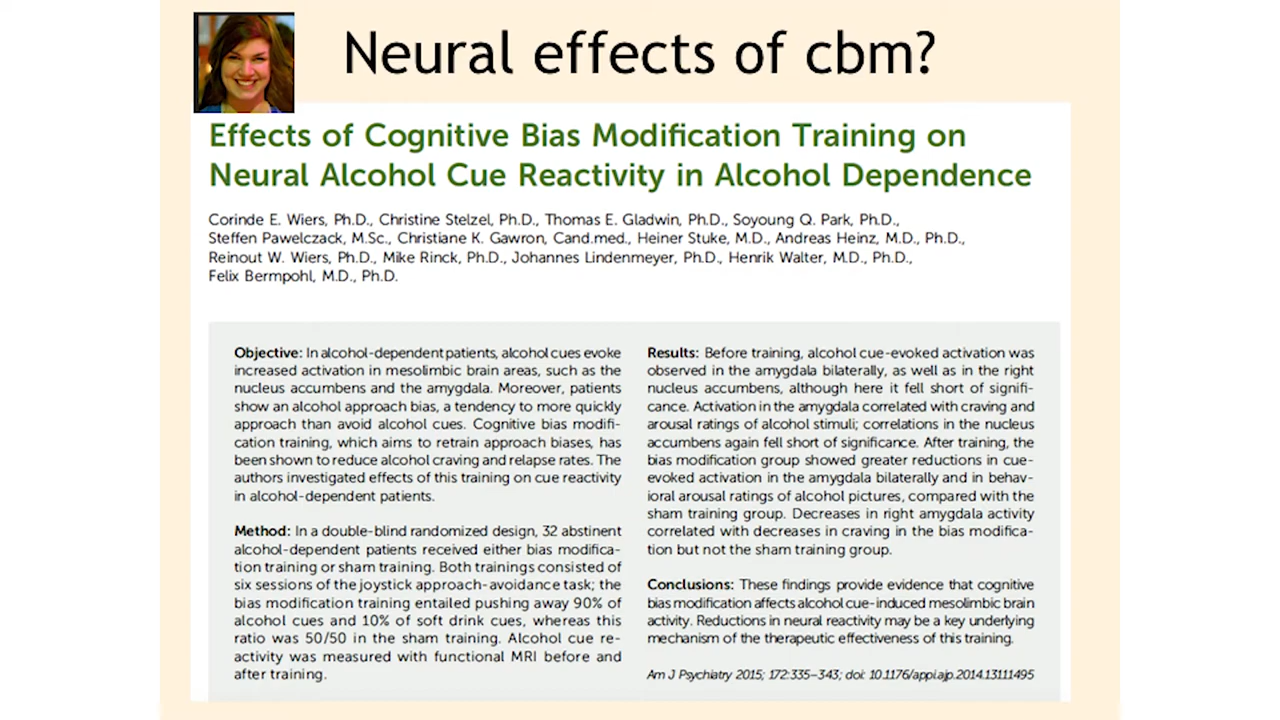 Neural effects of cbm?
Effects of Cognitive Bias Modification Training on
Neural Alcohol Cue Reactivity in Alcohol Dependence
Corinde E. Wiers, Ph.D., Christine Stelzel, Ph.D., Thomas E. Gladwin, Ph.D., Soyoung Q. Park, Ph.D.,
Steffen Pawelczack, M.Sc., Christiane K. Gawron, Cand.med., Heiner Stuke, M.D., Andreas Heinz, M.D., Ph.D.,
Reinout W. Wiers, Ph.D., Mike Rinck, Ph.D., Johannes Lindenmeyer, Ph.D., Henrik Walter, M.D., Ph.D.,
Felix Bermpohl, M.D., Ph.D.
Objective: In alcohol-dependent patients, alcohol cues evoke
increased activation in mesolimbic brain areas, such as the
nucleus accumbens and the amygdala. Moreover, patients
show an alcohol approach bias, a tendency to more quickly
approach than avoid alcohol cues. Cognitive bias modifi-
cation training, which aims to retrain approach biases, has
been shown to reduce alcohol craving and relapse rates. The
authors investigated effects of this training on cue reactivity
in alcohol-dependent patients.
Method: In a double-blind randomized design, 32 abstinent
alcohol-dependent patients received either bias modifica-
tion training or sham training. Both trainings consisted of
six sessions of the joystick approach-avoidance task; the
bias modification training entailed pushing away 90% of
alcohol cues and 10% of soft drink cues, whereas this
ratio was 50/50 in the sham training. Alcohol cue re-
activity was measured with functional MRI before and
after training.
Results: Before training, alcohol cue-evoked activation was
observed in the amygdala bilaterally, as well as in the right
nucleus accumbens, although here it fell short of signifi-
cance. Activation in the amygdala correlated with craving and
arousal ratings of alcohol stimuli; correlations in the nucleus
accumbens again fell short of significance. After training, the
bias modification group showed greater reductions in cue-
evoked activation in the amygdala bilaterally and in behav-
ioral arousal ratings of alcohol pictures, compared with the
sham training group. Decreases in right amygdala activity
correlated with decreases in craving in the bias modifica-
tion but not the sham training group.
Conclusions: These findings provide evidence that cognitive
bias modification affects alcohol cue-induced mesolimbic brain
activity. Reductions in neural reactivity may be a key underlying
mechanism of the therapeutic effectiveness of this training.
Am J Psychiatry 2015; 172:335–343; doi: 10.1176/appi.ajp.2014.13111495